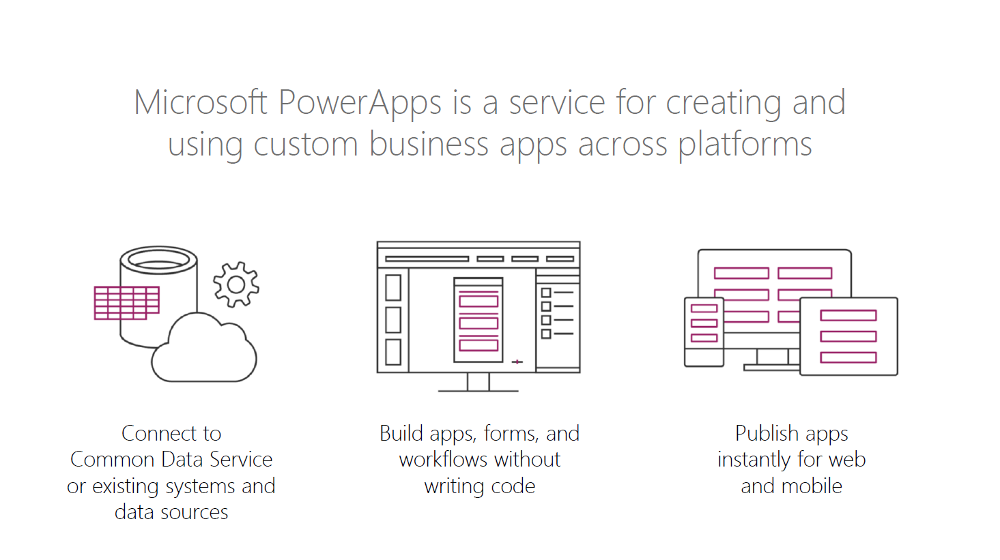 Microsoft PowerApps is a service for creating and
using custom business apps across platforms
Connect to
Common Data Service
or existing systems and
data sources
Build apps, forms, and
workflows without
writing code
Publish apps
instantly for web
and mobile